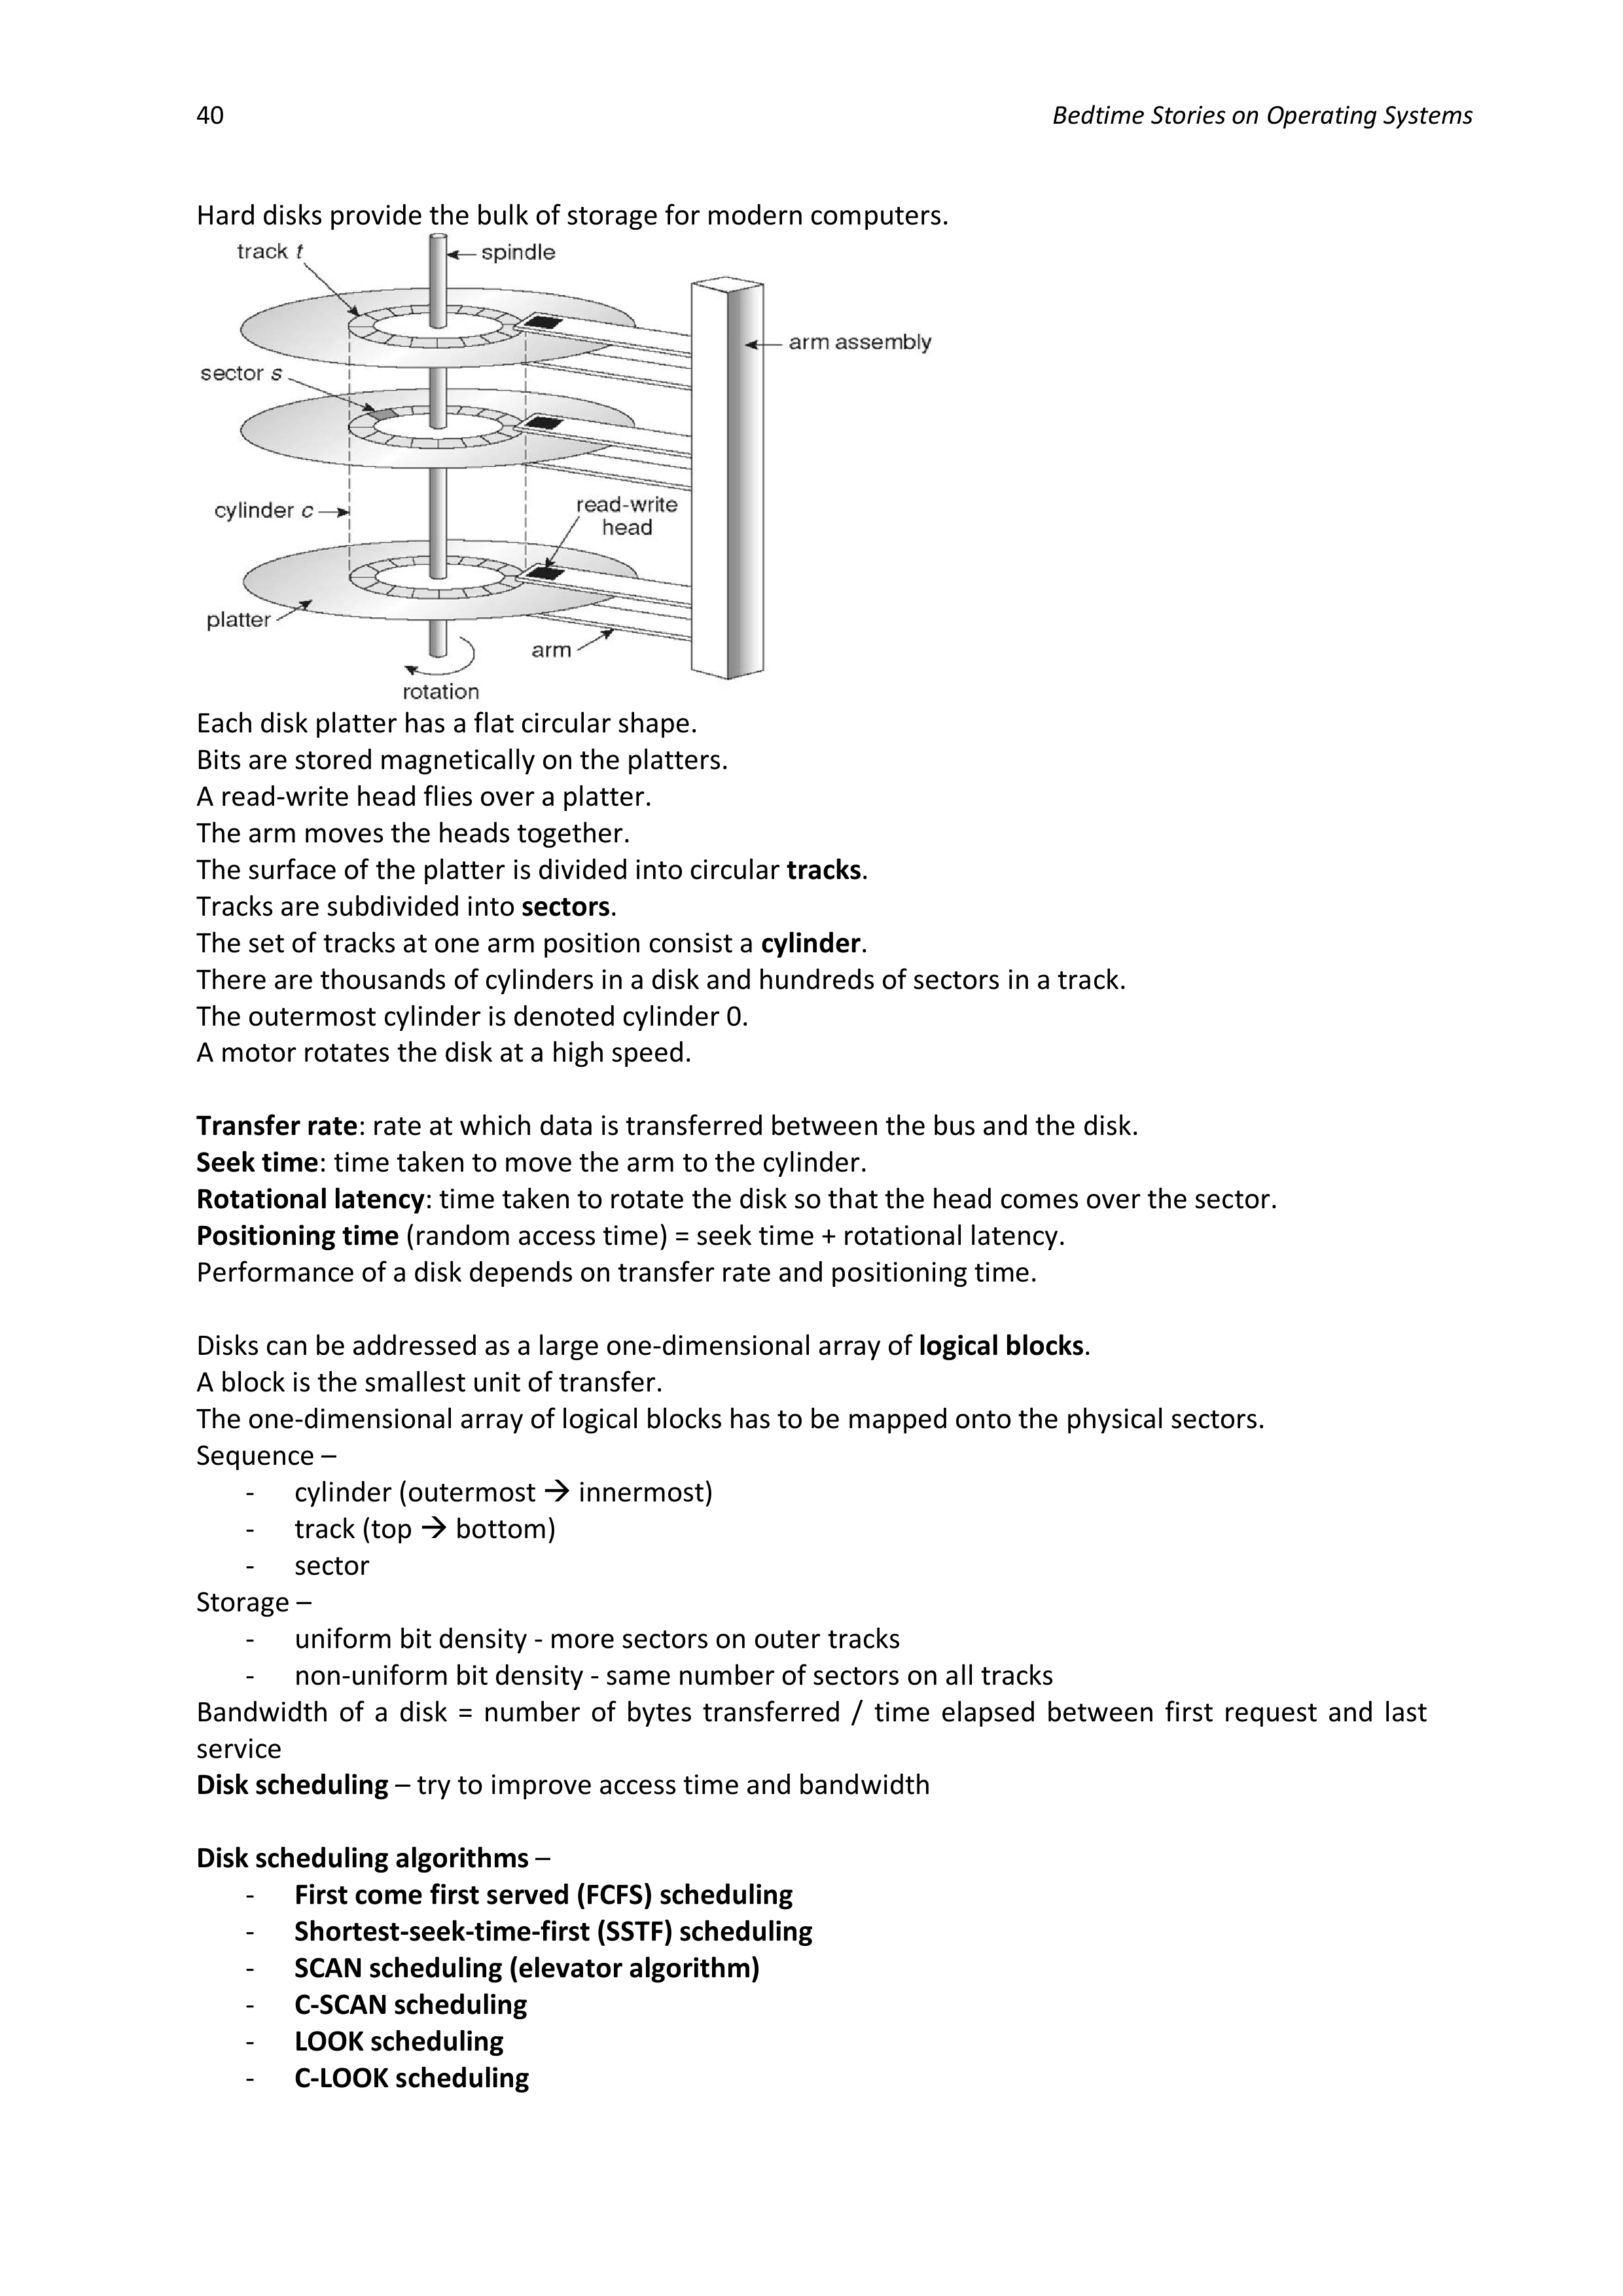 40 Bedtime Stories on Operating Systems
Hard disks provide the bulk of storage for modern computers.
track t
spindle
arm assembly
sector s
cylinder c
read-write
head
platter
arm
rotation
Each disk platter has a flat circular shape.
Bits are stored magnetically on the platters.
A read-write head flies over a platter.
The arm moves the heads together.
The surface of the platter is divided into circular tracks.
Tracks are subdivided into sectors.
The set of tracks at one arm position consist a cylinder.
There are thousands of cylinders in a disk and hundreds of sectors in a track.
The outermost cylinder is denoted cylinder 0.
A motor rotates the disk at a high speed.
Transfer rate: rate at which data is transferred between the bus and the disk.
Seek time: time taken to move the arm to the cylinder.
Rotational latency: time taken to rotate the disk so that the head comes over the sector.
Positioning time (random access time) = seek time + rotational latency.
Performance of a disk depends on transfer rate and positioning time.
Disks can be addressed as a large one-dimensional array of logical blocks.
A block is the smallest unit of transfer.
The one-dimensional array of logical blocks has to be mapped onto the physical sectors.
Sequence –
- cylinder (outermost → innermost)
- track (top → bottom)
- sector
Storage –
- uniform bit density - more sectors on outer tracks
- non-uniform bit density - same number of sectors on all tracks
Bandwidth of a disk = number of bytes transferred / time elapsed between first request and last
service
Disk scheduling – try to improve access time and bandwidth
Disk scheduling algorithms –
- First come first served (FCFS) scheduling
- Shortest-seek-time-first (SSTF) scheduling
- SCAN scheduling (elevator algorithm)
- C-SCAN scheduling
- LOOK scheduling
- C-LOOK scheduling